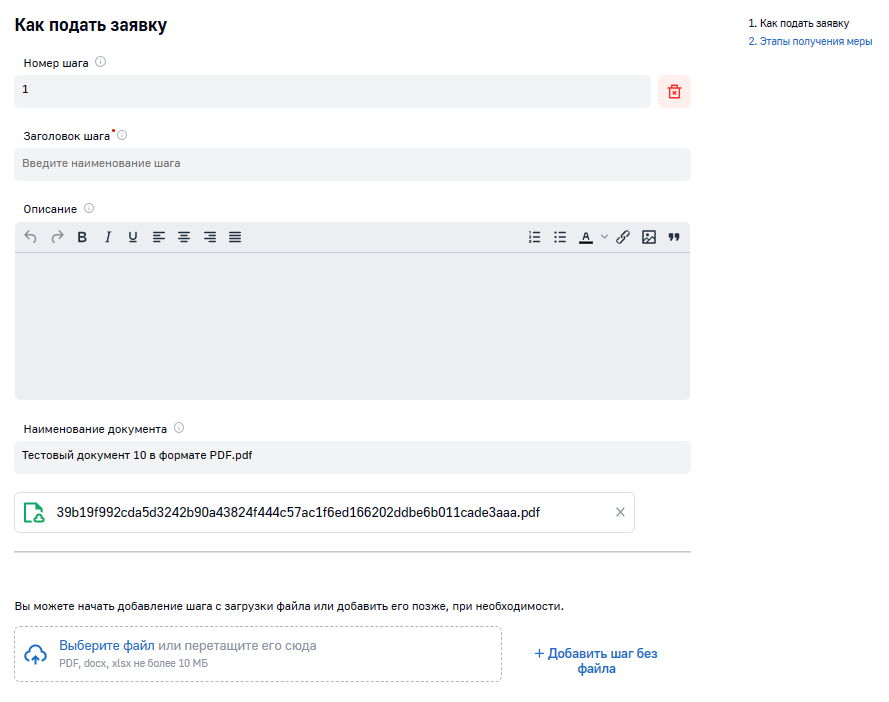 Как подать заявку
1. Как подать заявку
2. Этапы получения меры
Номер шага
1
Заголовок шага*
Введите наименование шага
Описание
B I U A
Наименование документа
Тестовый документ 10 в формате PDF.pdf
39b19f992cda5d3242b90a43824f444c57ac1f6ed166202ddbe6b011cade3aaa.pdf
Вы можете начать добавление шага с загрузки файла или добавить его позже, при необходимости.
Выберите файл или перетащите его сюда
PDF, docx, xlsx не более 10 МБ
+ Добавить шаг без
файла